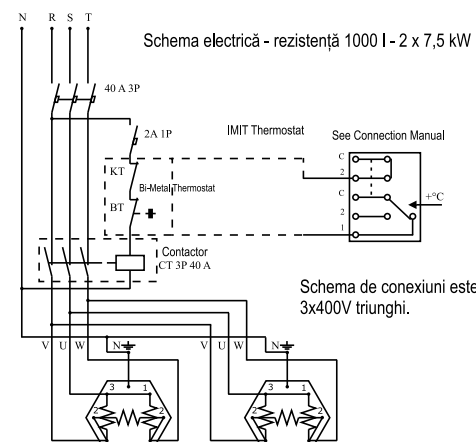 N R S T
Schema electrică - rezistență 1000 l - 2 x 7,5 kW
40 A 3P
2A 1P
IMIT Thermostat
See Connection Manual
KT
Bi-Metal Thermostat
BT
C
2
C
2
1
+°C
Contactor
CT 3P 40 A
Schema de conexiuni este
3x400V triunghi.
V U W N V U W N
3 1 3 1
2 2 2 2